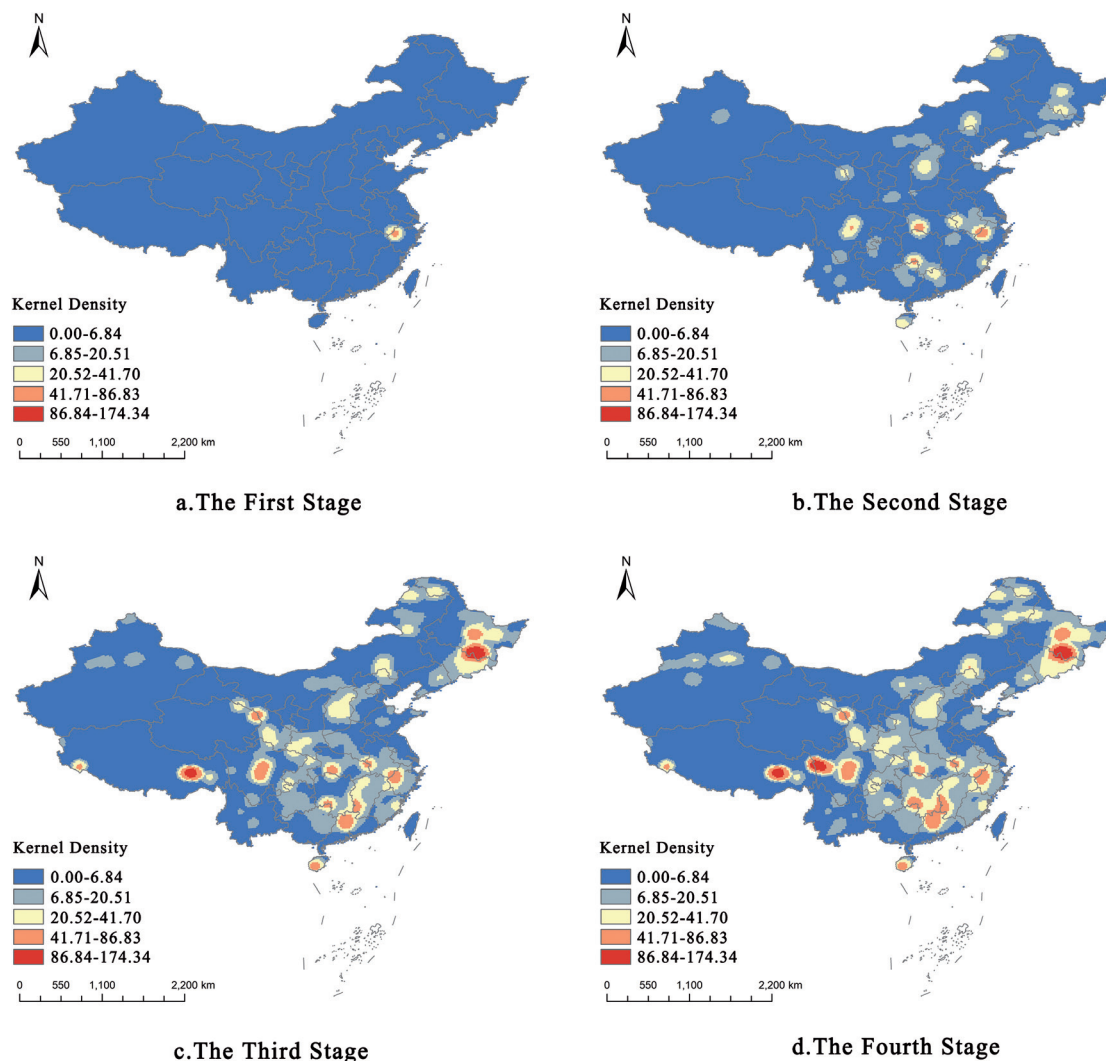 N
Kernel Density
0.00-6.84
6.85-20.51
20.52-41.70
41.71-86.83
86.84-174.34
0 550 1,100 2,200 km
a.The First Stage
N
Kernel Density
0.00-6.84
6.85-20.51
20.52-41.70
41.71-86.83
86.84-174.34
0 550 1,100 2,200 km
b.The Second Stage
N
Kernel Density
0.00-6.84
6.85-20.51
20.52-41.70
41.71-86.83
86.84-174.34
0 550 1,100 2,200 km
c.The Third Stage
N
Kernel Density
0.00-6.84
6.85-20.51
20.52-41.70
41.71-86.83
86.84-174.34
0 550 1,100 2,200 km
d.The Fourth Stage